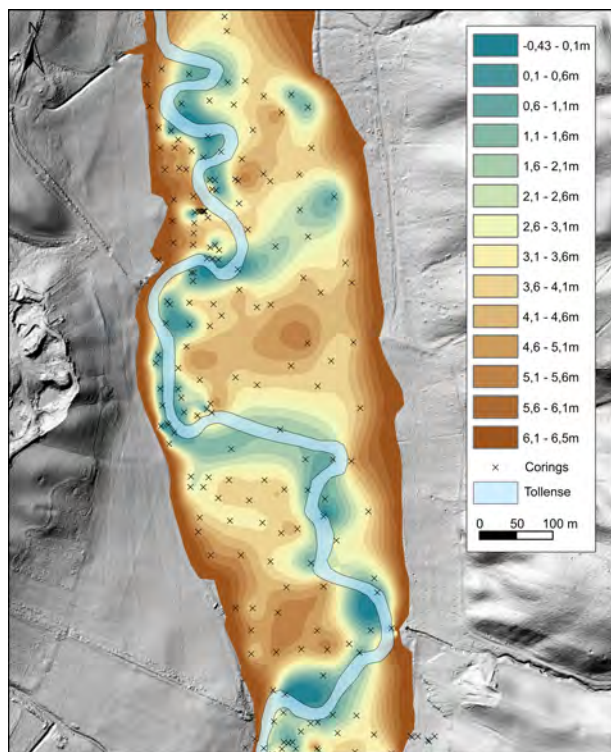 -0,43 - 0,1m
0,1 - 0,6m
0,6 - 1,1m
1,1 - 1,6m
1,6 - 2,1m
2,1 - 2,6m
2,6 - 3,1m
3,1 - 3,6m
3,6 - 4,1m
4,1 - 4,6m
4,6 - 5,1m
5,1 - 5,6m
5,6 - 6,1m
6,1 - 6,5m
Corings
Tollense
0 50 100 m
N